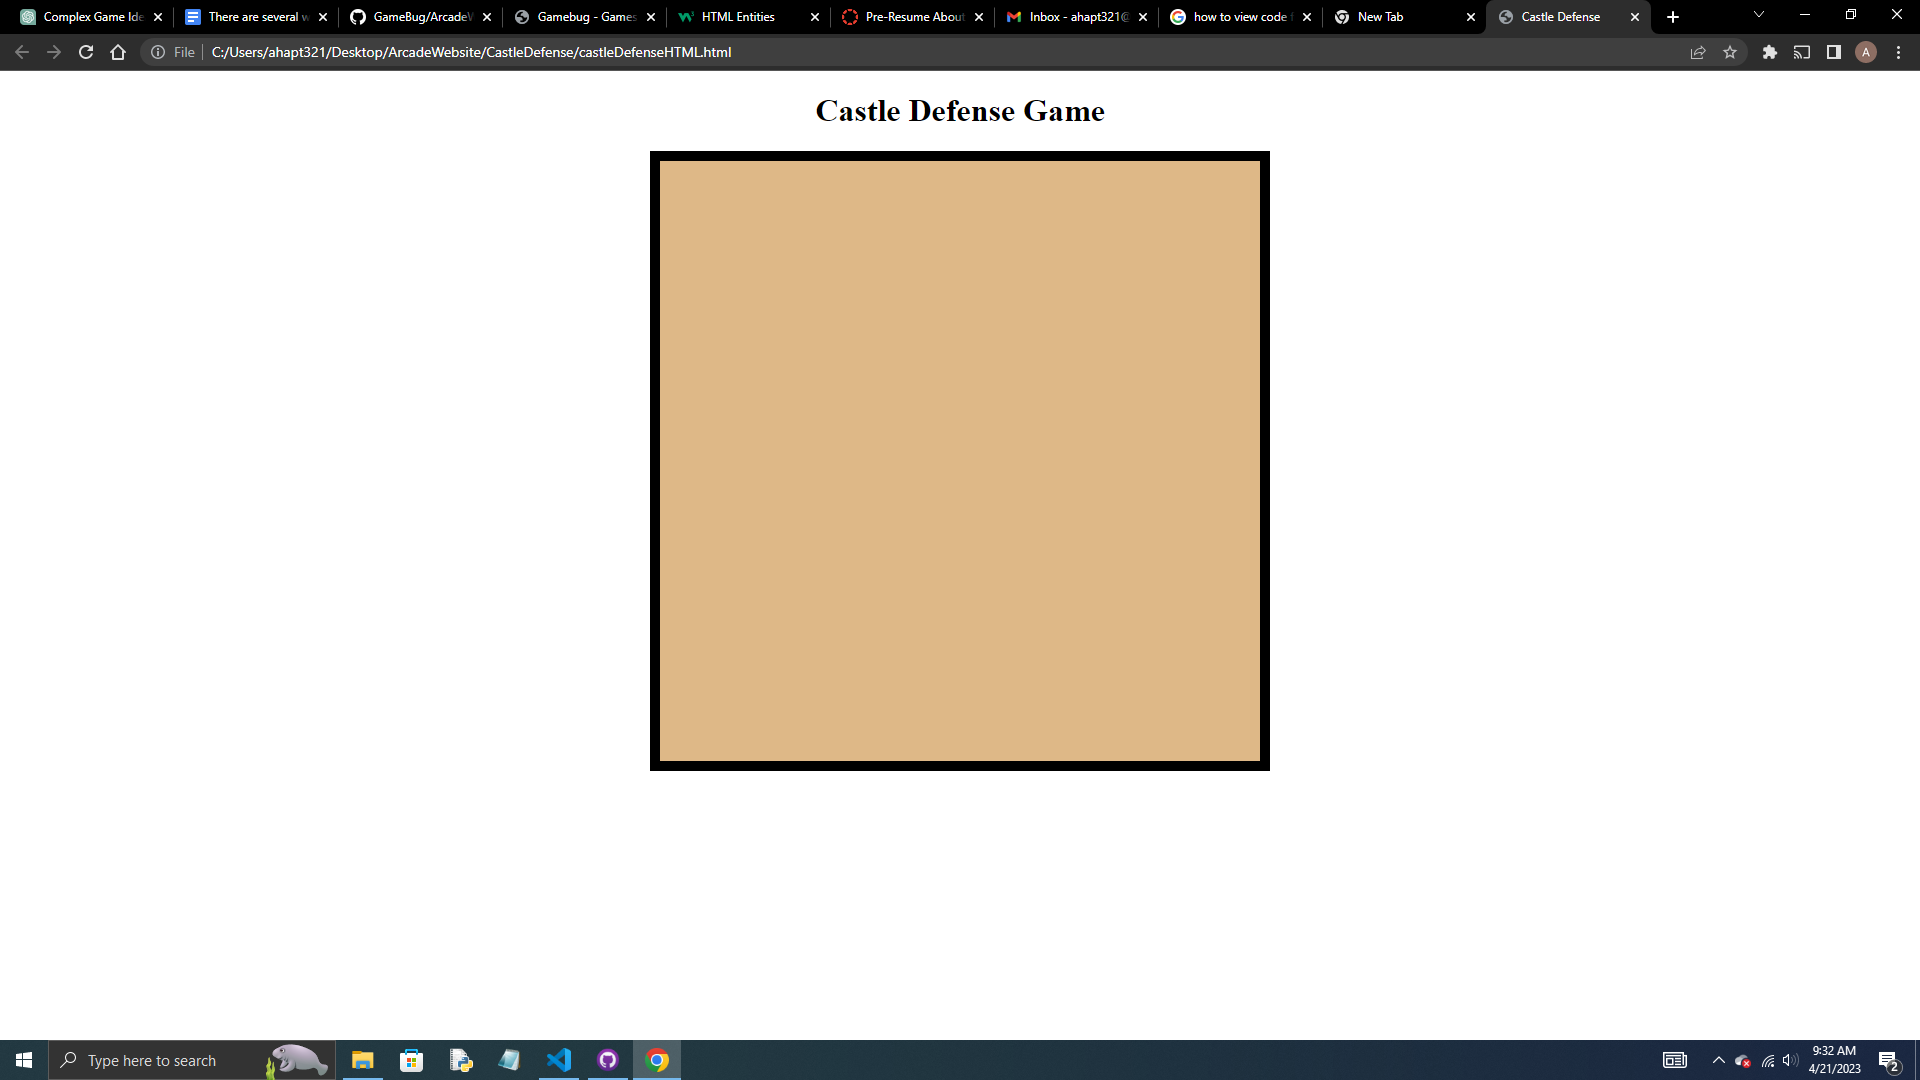 Complex Game Ide
There are several w
GameBug/ArcadeW
Gamebug - Games
HTML Entities
Pre-Resume About
Inbox - ahapt321@
how to view code f
New Tab
Castle Defense
File
C:/Users/ahapt321/Desktop/ArcadeWebsite/CastleDefense/castleDefenseHTML.html
A
Castle Defense Game
Type here to search
9:32 AM
4/21/2023
2